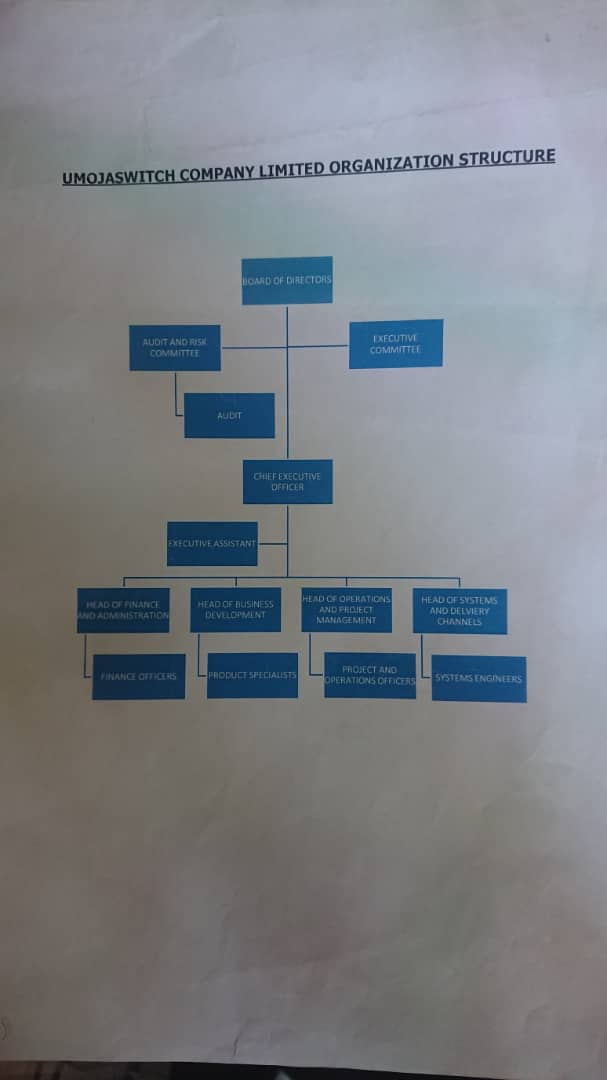 UMOJASWITCH COMPANY LIMITED ORGANIZATION STRUCTURE
BOARD OF DIRECTORS
AUDIT AND RISK
COMMITTEE
EXECUTIVE
COMMITTEE
AUDIT
CHIEF EXECUTIVE
OFFICER
EXECUTIVE ASSISTANT
HEAD OF FINANCE
AND ADMINISTRATION
HEAD OF BUSINESS
DEVELOPMENT
HEAD OF OPERATIONS
AND PROJECT
MANAGEMENT
HEAD OF SYSTEMS
AND DELVIERY
CHANNELS
FINANCE OFFICERS
PRODUCT SPECIALISTS
PROJECT AND
OPERATIONS OFFICERS
SYSTEMS ENGINEERS